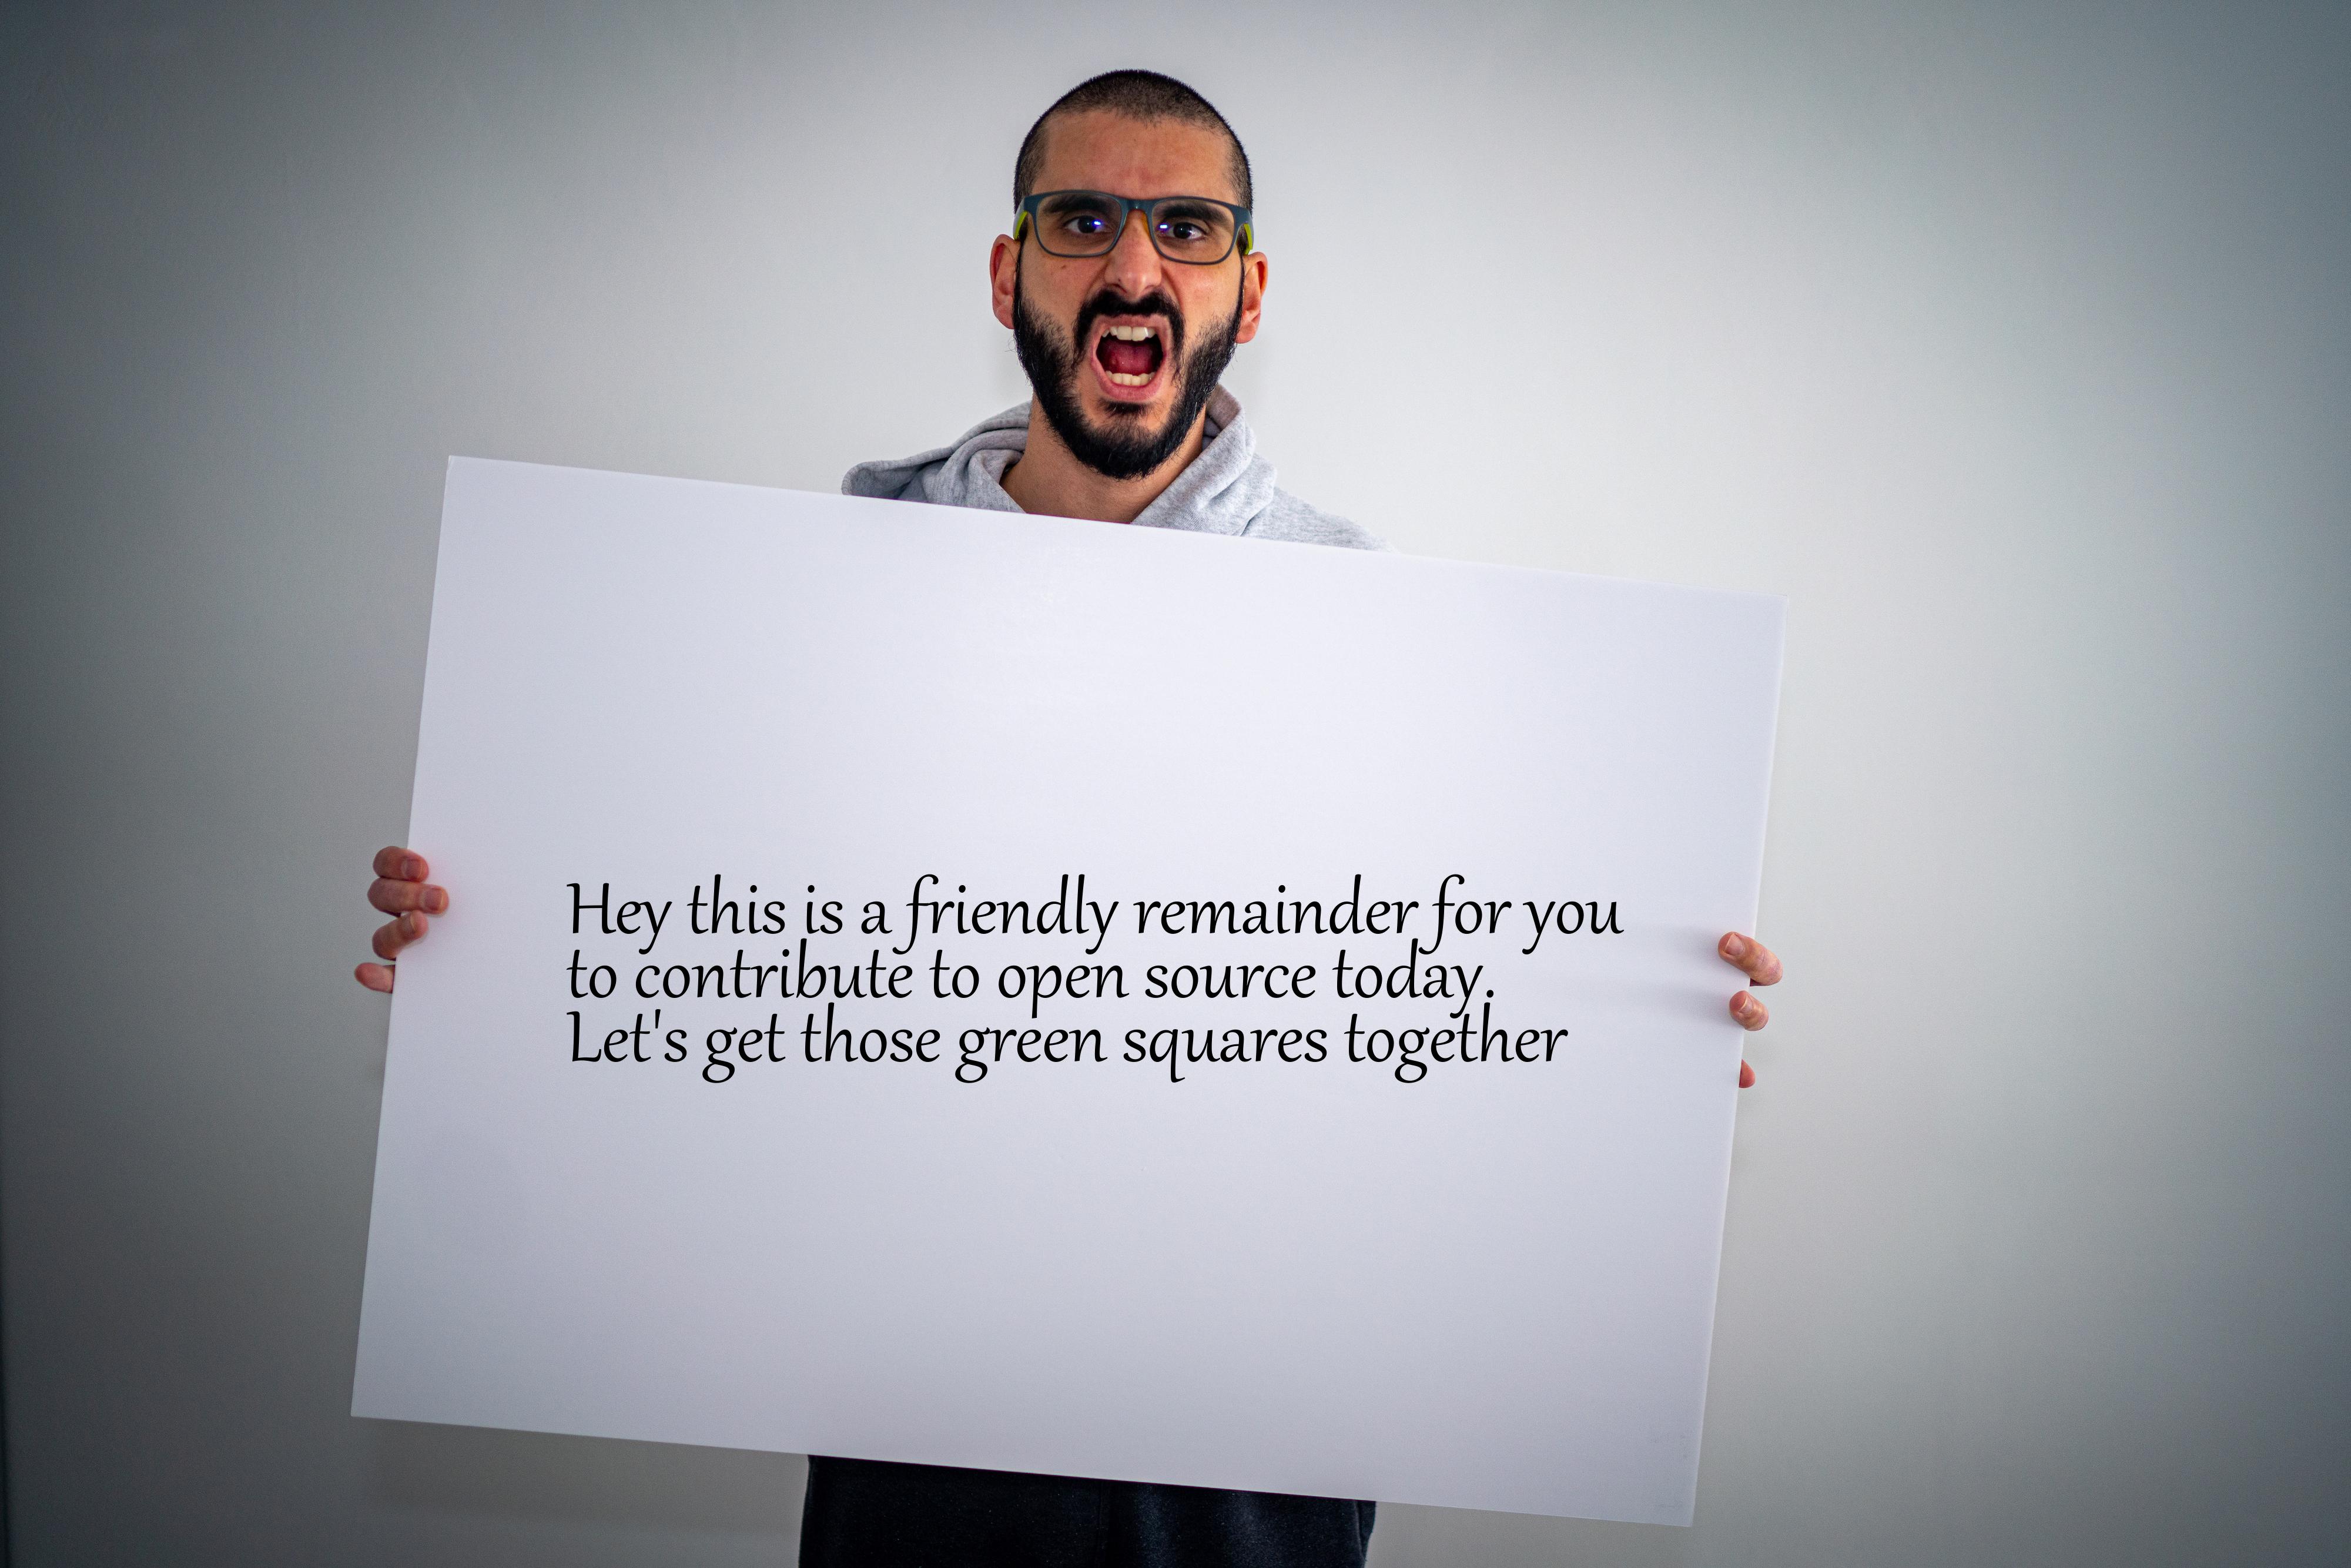 Hey this is a friendly remainder for you
to contribute to open source today.
Let's get those green squares together